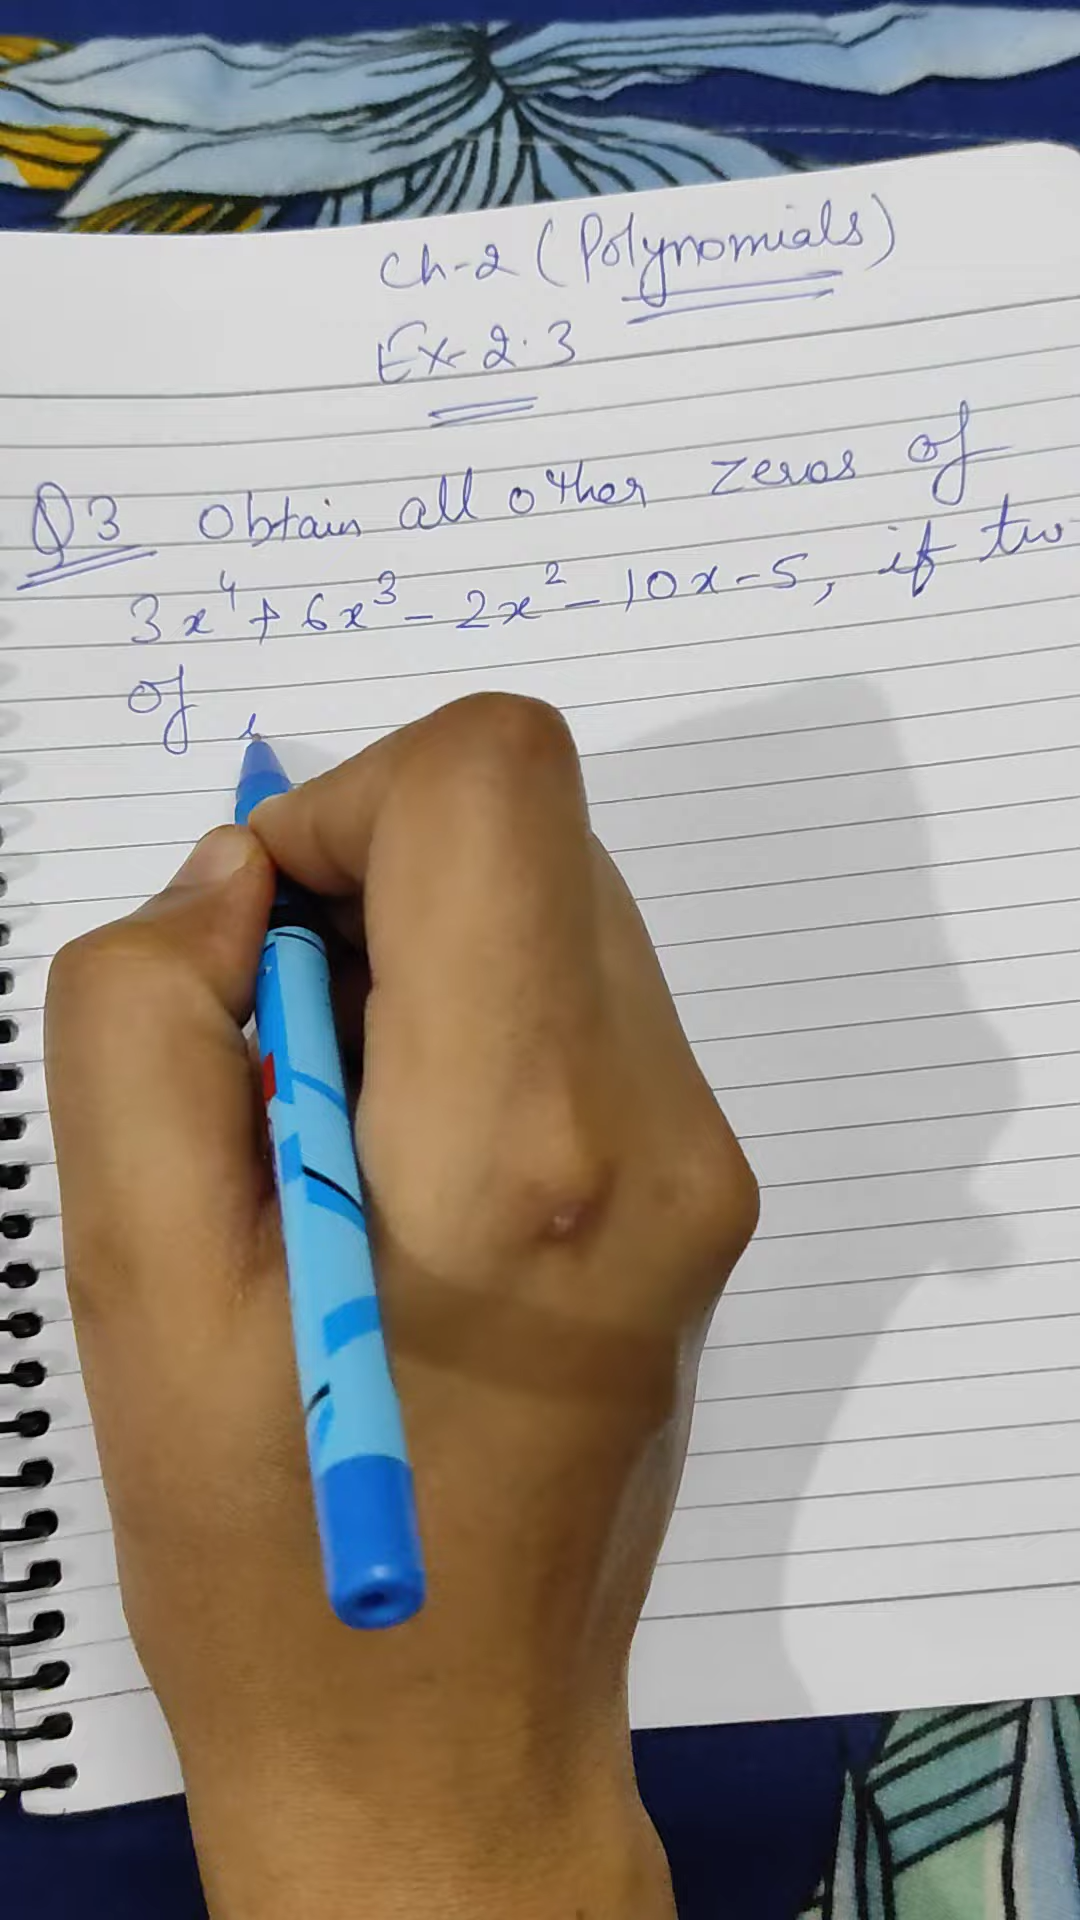 Ch-2 (Polynomials)
Ex-2.3
Q3 Obtain all other zeros of
3x⁴ + 6x³ - 2x² - 10x - 5, if two
of